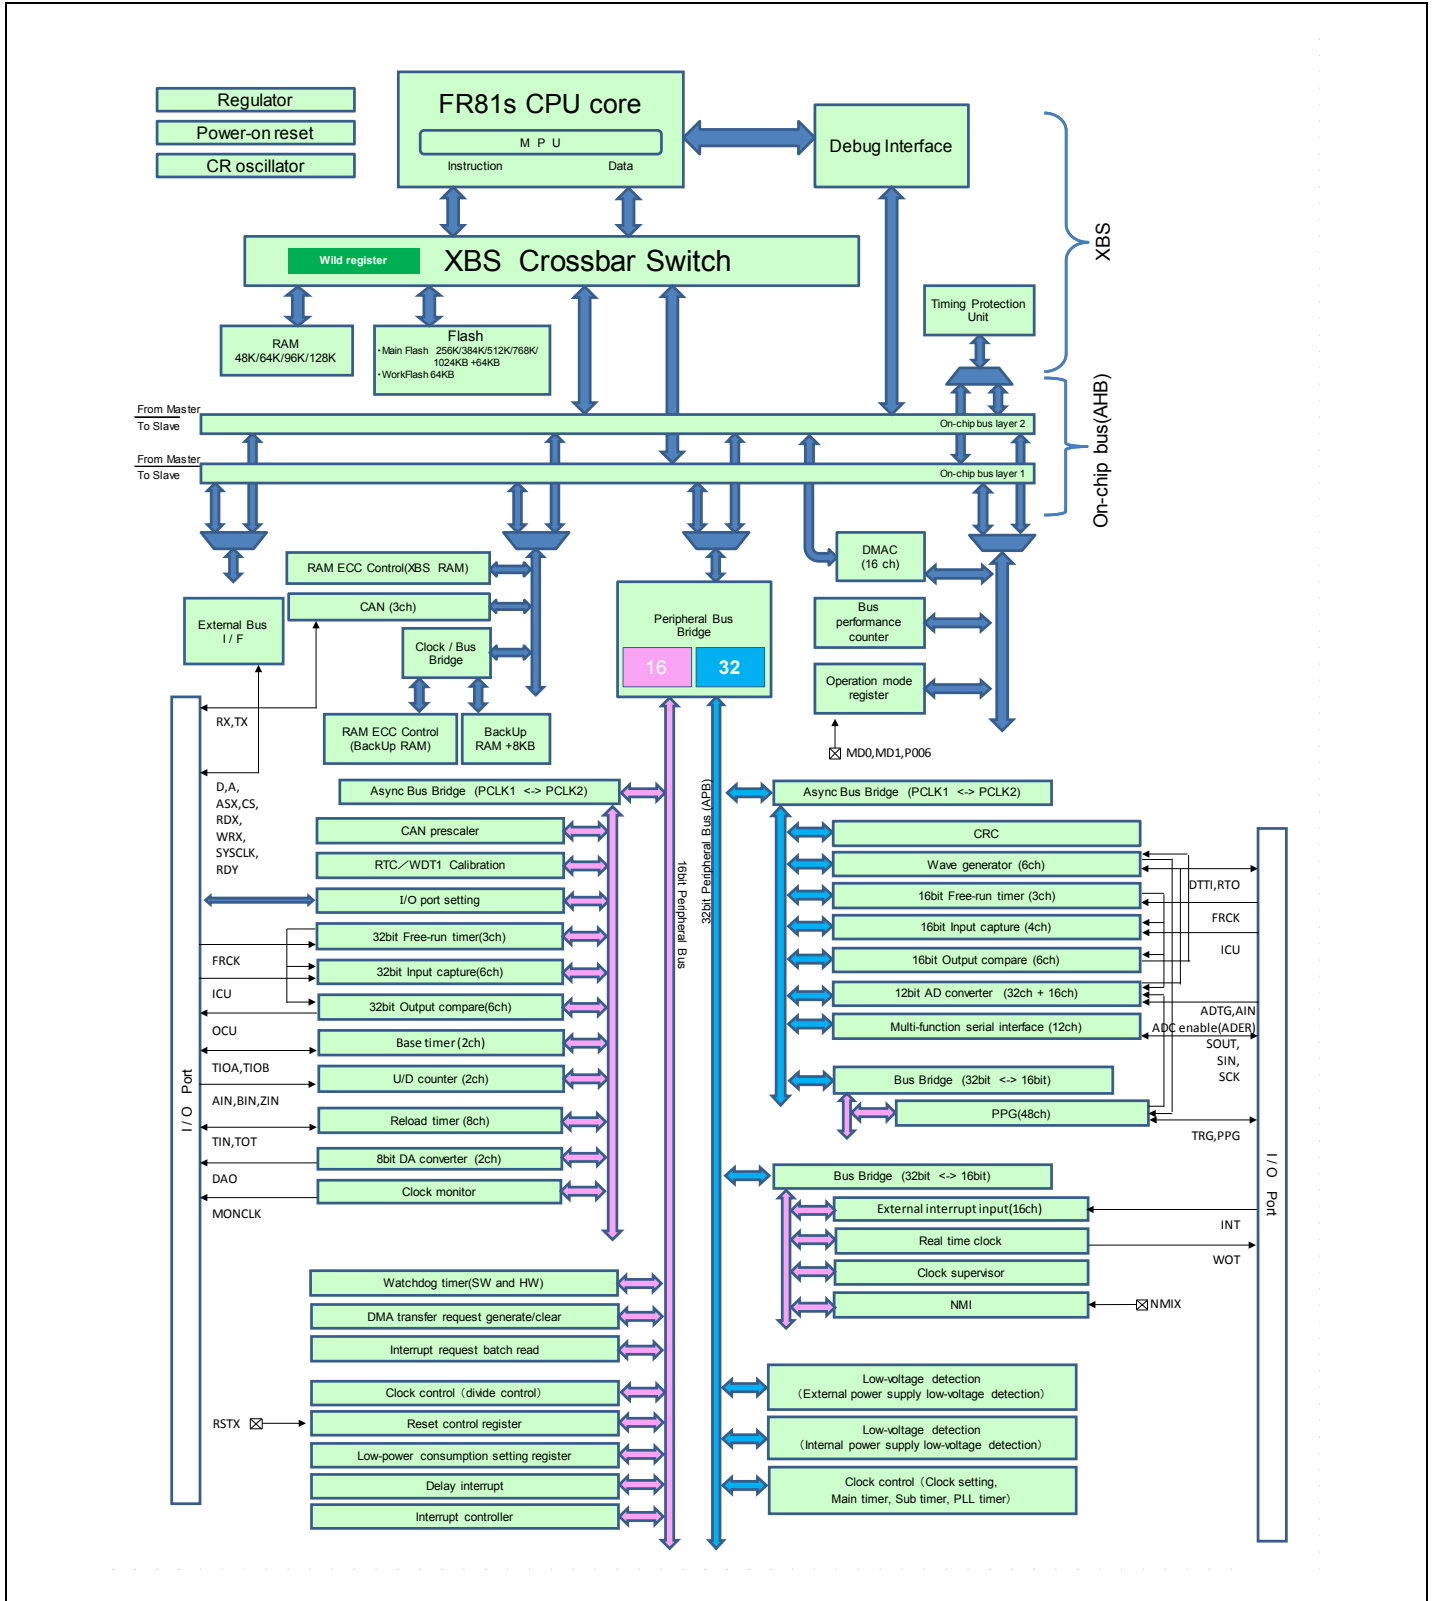 Regulator
Power-on reset
CR oscillator
FR81s CPU core
M P U
Instruction Data
Debug Interface
XBS
Wild register
XBS Crossbar Switch
Timing Protection
Unit
RAM
48K/64K/96K/128K
Flash
・Main Flash 256K/384K/512K/768K/
1024KB +64KB
・WorkFlash 64KB
On-chip bus(AHB)
From Master
To Slave
On-chip bus layer 2
From Master
To Slave
On-chip bus layer 1
RAM ECC Control(XBS RAM)
CAN (3ch)
External Bus
I / F
Clock / Bus
Bridge
RAM ECC Control
(BackUp RAM)
BackUp
RAM +8KB
Peripheral Bus
Bridge
16
32
DMAC
(16 ch)
Bus
performance
counter
Operation mode
register
MD0,MD1,P006
RX,TX
D,A,
ASX,CS,
RDX,
WRX,
SYSCLK,
RDY
I / O Port
Async Bus Bridge (PCLK1 <-> PCLK2)
CAN prescaler
RTC／WDT1 Calibration
I/O port setting
32bit Free-run timer(3ch)
FRCK
32bit Input capture(6ch)
ICU
32bit Output compare(6ch)
OCU
Base timer (2ch)
TIOA,TIOB
U/D counter (2ch)
AIN,BIN,ZIN
Reload timer (8ch)
TIN,TOT
8bit DA converter (2ch)
DAO
Clock monitor
MONCLK
16bit Peripheral Bus
32bit Peripheral Bus (APB)
Watchdog timer(SW and HW)
DMA transfer request generate/clear
Interrupt request batch read
Clock control（divide control）
RSTX
Reset control register
Low-power consumption setting register
Delay interrupt
Interrupt controller
Async Bus Bridge (PCLK1 <-> PCLK2)
CRC
Wave generator (6ch)
DTTI,RTO
16bit Free-run timer (3ch)
FRCK
16bit Input capture (4ch)
ICU
16bit Output compare (6ch)
12bit AD converter (32ch + 16ch)
ADTG,AIN
ADC enable(ADER)
Multi-function serial interface (12ch)
SOUT,
SIN,
SCK
Bus Bridge (32bit <-> 16bit)
PPG(48ch)
TRG,PPG
I / O Port
Bus Bridge (32bit <-> 16bit)
External interrupt input(16ch)
INT
Real time clock
WOT
Clock supervisor
NMI
NMIX
Low-voltage detection
（External power supply low-voltage detection）
Low-voltage detection
（Internal power supply low-voltage detection）
Clock control（Clock setting,
Main timer, Sub timer, PLL timer）